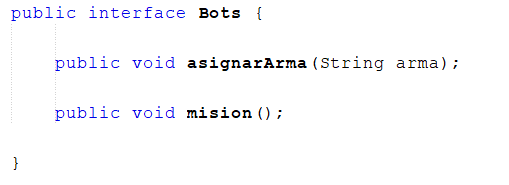 public interface Bots {
public void asignarArma(String arma);
public void mision();
}